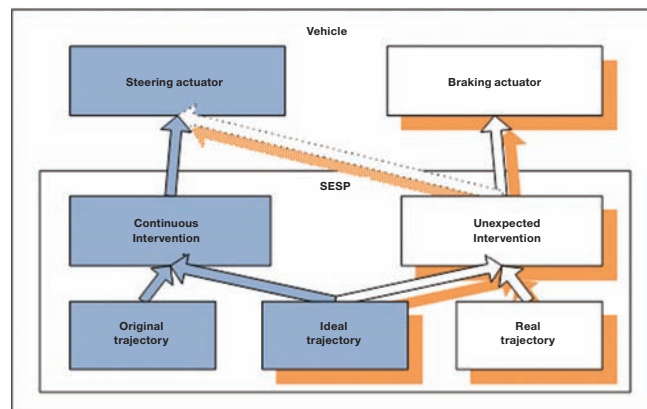 Vehicle
Steering actuator
Braking actuator
SESP
Continuous
Intervention
Unexpected
Intervention
Original
trajectory
Ideal
trajectory
Real
trajectory